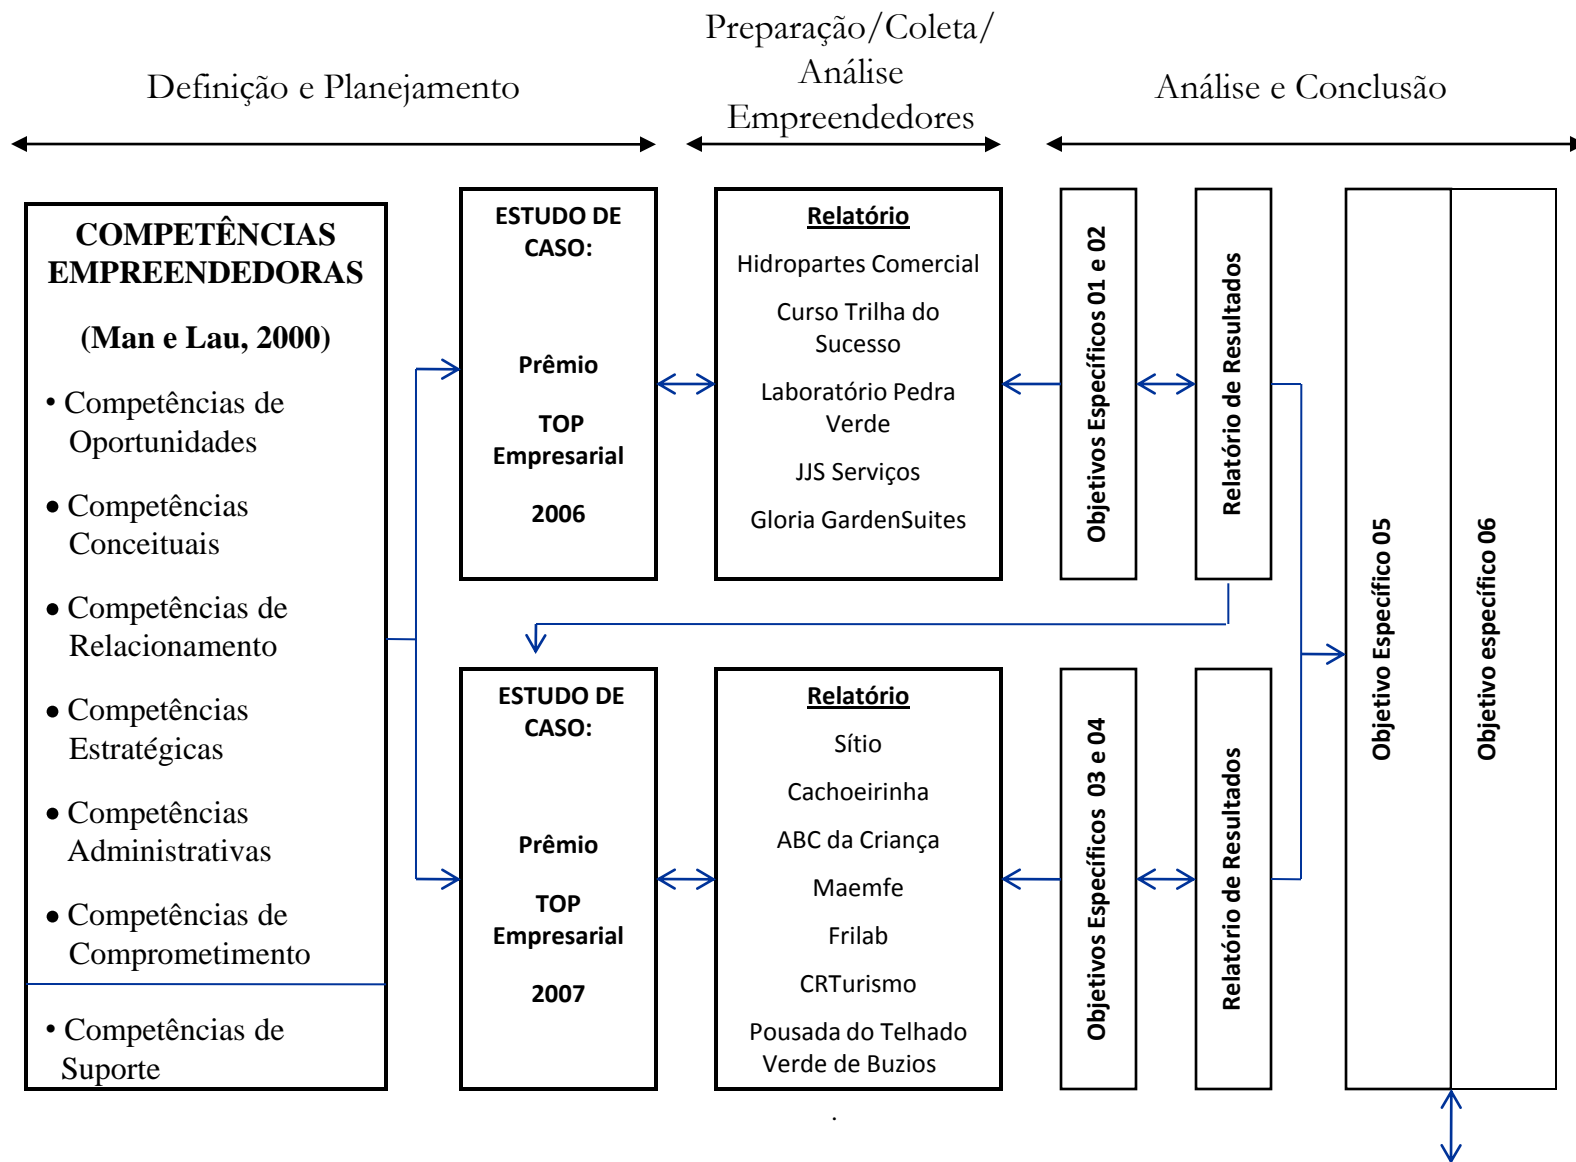 Definição e Planejamento
Preparação/Coleta/
Análise
Empreendedores
Análise e Conclusão
COMPETÊNCIAS
EMPREENDEDORAS
(Man e Lau, 2000)
• Competências de
Oportunidades
• Competências
Conceituais
• Competências de
Relacionamento
• Competências
Estratégicas
• Competências
Administrativas
• Competências de
Comprometimento
• Competências de
Suporte
ESTUDO DE
CASO:
Prêmio
TOP
Empresarial
2006
Relatório
Hidropartes Comercial
Curso Trilha do
Sucesso
Laboratório Pedra
Verde
JJS Serviços
Gloria GardenSuites
Objetivos Específicos 01 e 02
Relatório de Resultados
ESTUDO DE
CASO:
Prêmio
TOP
Empresarial
2007
Relatório
Sítio
Cachoeirinha
ABC da Criança
Maemfe
Frilab
CRTurismo
Pousada do Telhado
Verde de Buzios
.
Objetivos Específicos 03 e 04
Relatório de Resultados
Objetivo Específico 05
Objetivo específico 06